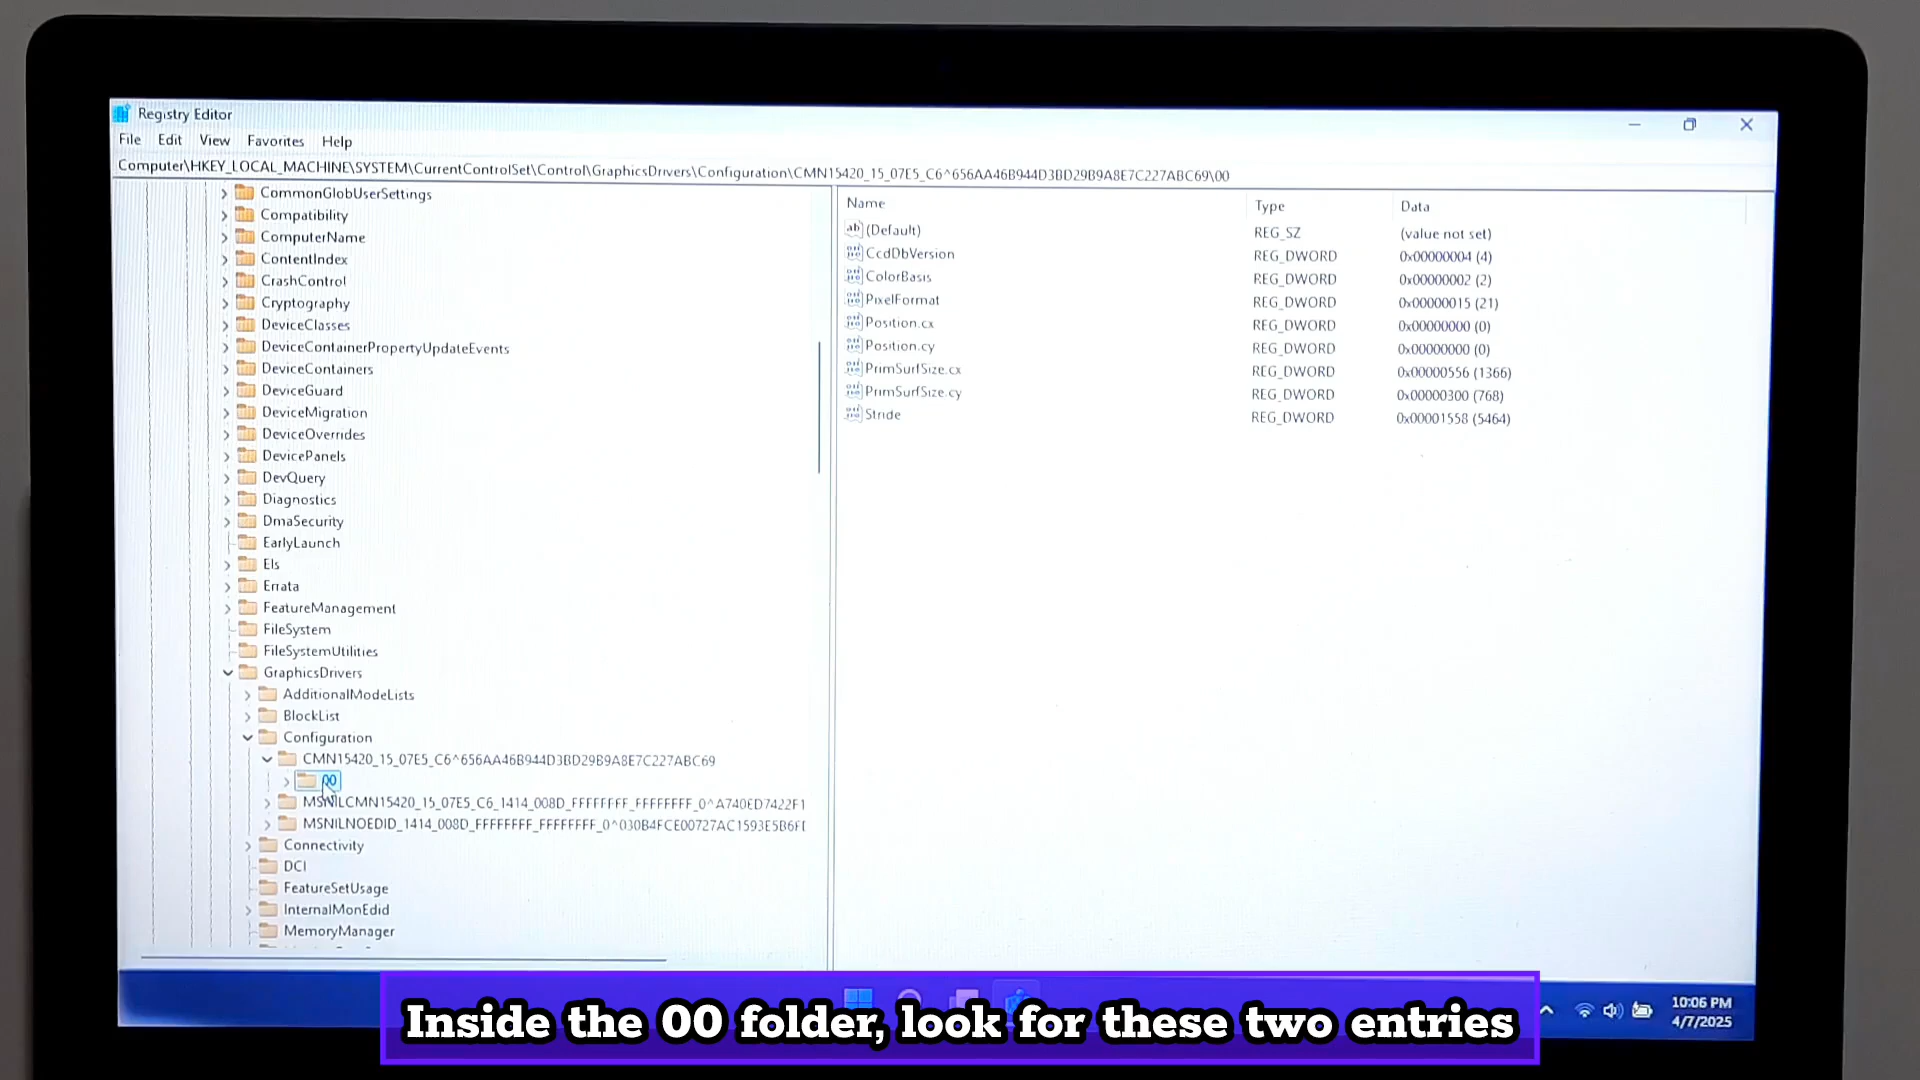 Registry Editor
File Edit View Favorites Help
Computer\HKEY_LOCAL_MACHINE\SYSTEM\CurrentControlSet\Control\GraphicsDrivers\Configuration\CMN15420_15_07E5_C6^656AA46B944D3BD29B9A8E7C227ABC69\00
CommonGlobUserSettings
Compatibility
ComputerName
ContentIndex
CrashControl
Cryptography
DeviceClasses
DeviceContainerPropertyUpdateEvents
DeviceContainers
DeviceGuard
DeviceMigration
DeviceOverrides
DevicePanels
DevQuery
Diagnostics
DmaSecurity
EarlyLaunch
Els
Errata
FeatureManagement
FileSystem
FileSystemUtilities
GraphicsDrivers
AdditionalModeLists
BlockList
Configuration
CMN15420_15_07E5_C6^656AA46B944D3BD29B9A8E7C227ABC69
00
MSNILCMN15420_15_07E5_C6_1414_008D_FFFFFFFF_FFFFFFFF_0^A740ED7422F1
MSNILNOEDID_1414_008D_FFFFFFFF_FFFFFFFF_0^030B4FCE00727AC1593E5B6F
Connectivity
DCI
FeatureSetUsage
InternalMonEdid
MemoryManager
Name Type Data
(Default) REG_SZ (value not set)
CcdDbVersion REG_DWORD 0x00000004 (4)
ColorBasis REG_DWORD 0x00000002 (2)
PixelFormat REG_DWORD 0x00000015 (21)
Position.cx REG_DWORD 0x00000000 (0)
Position.cy REG_DWORD 0x00000000 (0)
PrimSurfSize.cx REG_DWORD 0x00000556 (1366)
PrimSurfSize.cy REG_DWORD 0x00000300 (768)
Stride REG_DWORD 0x00001558 (5464)
Inside the 00 folder, look for these two entries
10:06 PM
4/7/2025